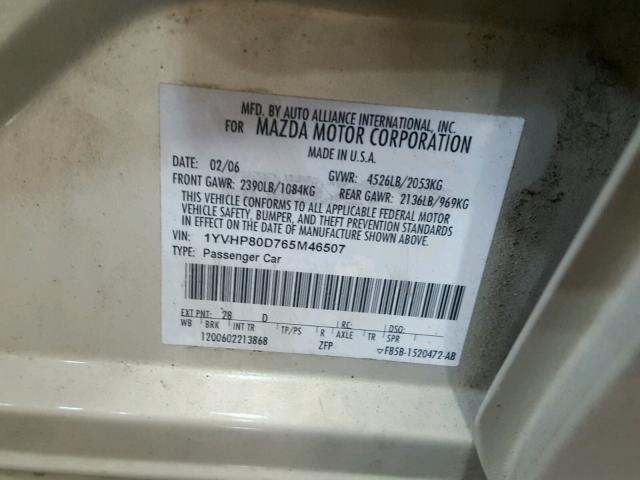 MFD. BY AUTO ALLIANCE INTERNATIONAL, INC.
FOR MAZDA MOTOR CORPORATION
MADE IN U.S.A.
DATE: 02/06 GVWR: 4526LB/2053KG
FRONT GAWR: 2390LB/1084KG REAR GAWR: 2136LB/969KG
THIS VEHICLE CONFORMS TO ALL APPLICABLE FEDERAL MOTOR
VEHICLE SAFETY, BUMPER, AND THEFT PREVENTION STANDARDS
IN EFFECT ON THE DATE OF MANUFACTURE SHOWN ABOVE.
VIN: 1YVHP80D765M46507
TYPE: Passenger Car
EXT PNT: 28 D RC: DSO:
WB BRK INT TR TP/PS R AXLE TR SPR
1200602213868 ZFP ▽FB5B-1520472-AB